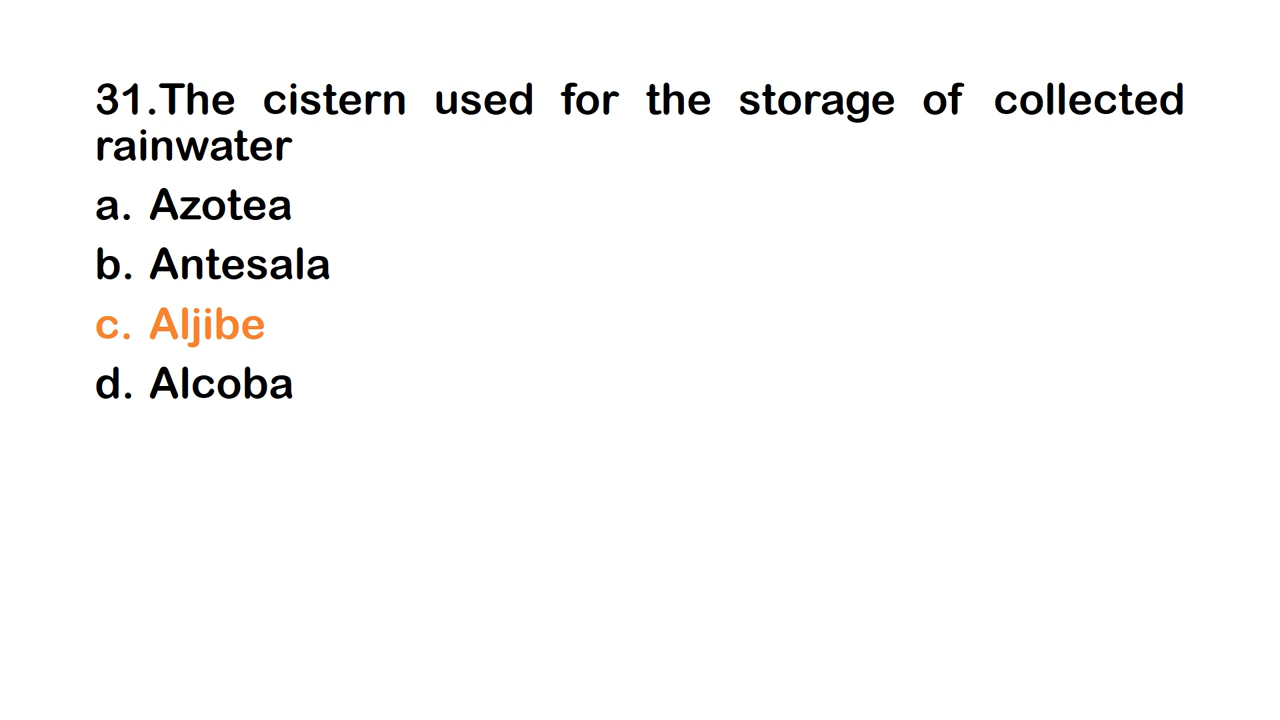 31.The cistern used for the storage of collected
rainwater
a. Azotea
b. Antesala
c. Aljibe
d. Alcoba